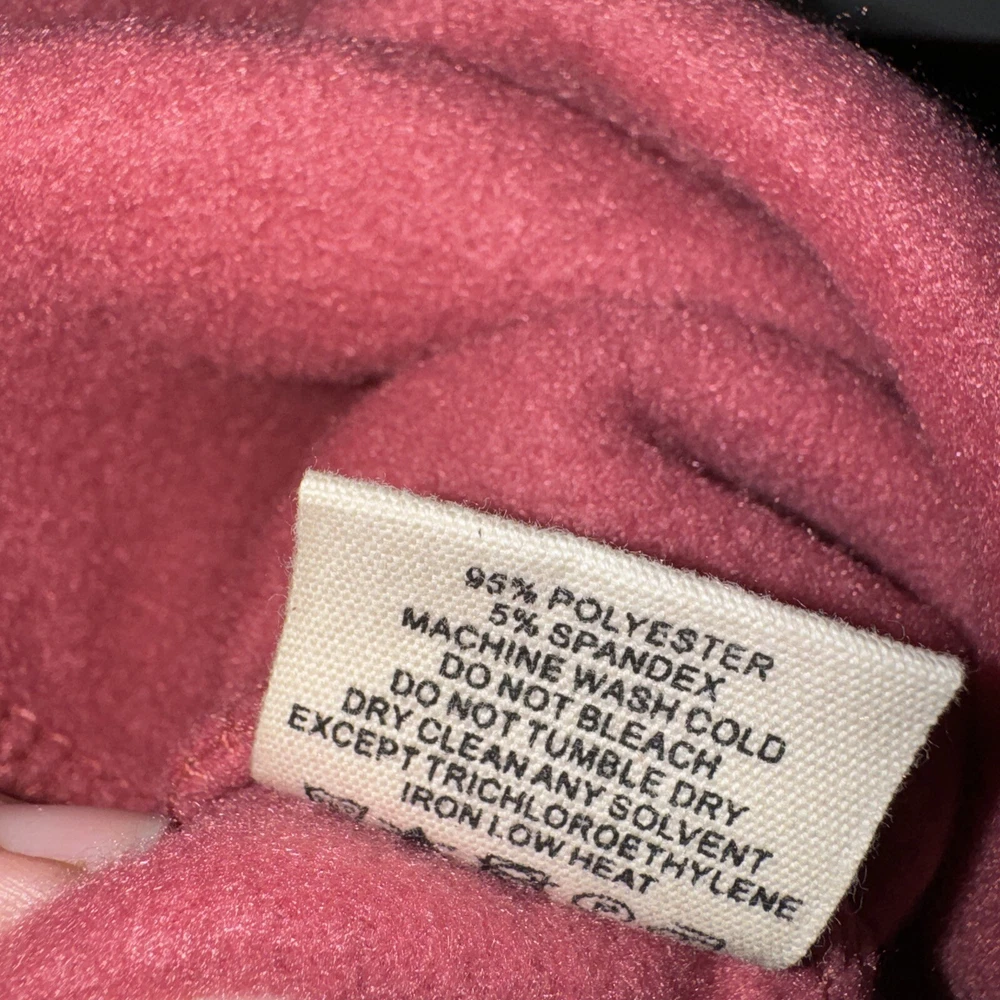 95% POLYESTER
5% SPANDEX
MACHINE WASH COLD
DO NOT BLEACH
DO NOT TUMBLE DRY
DRY CLEAN ANY SOLVENT
EXCEPT TRICHLOROETHYLENE
IRON LOW HEAT
P